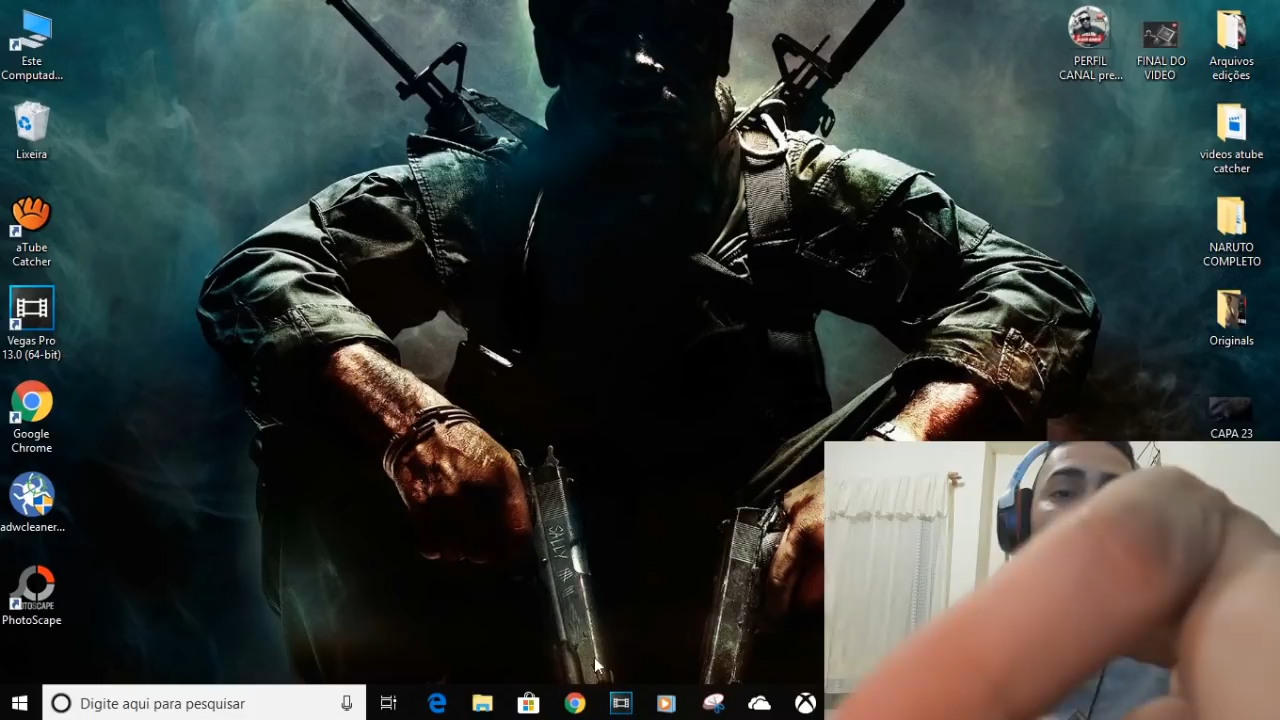 Este
Computad...
Lixeira
aTube
Catcher
Vegas Pro
13.0 (64-bit)
Google
Chrome
adwcleaner...
PhotoScape
PERFIL
CANAL pre...
FINAL DO
VIDEO
Arquivos
edições
videos atube
catcher
NARUTO
COMPLETO
Originals
CAPA 23
SALLY
Digite aqui para pesquisar